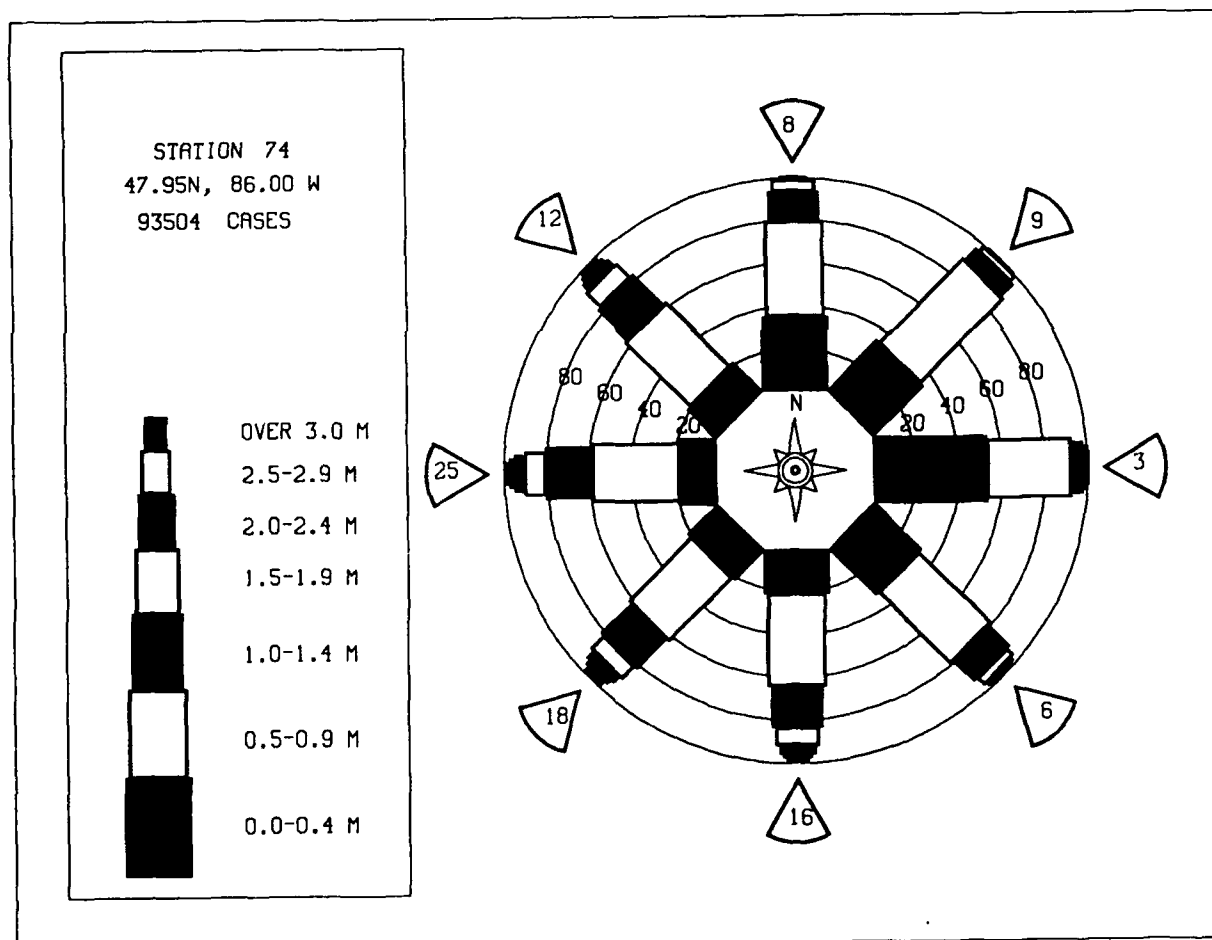 STATION 74
47.95N, 86.00 W
93504 CASES
OVER 3.0 M
2.5-2.9 M
2.0-2.4 M
1.5-1.9 M
1.0-1.4 M
0.5-0.9 M
0.0-0.4 M
8
12
9
80
60
40
20
N
20
40
60
80
25
3
18
6
16